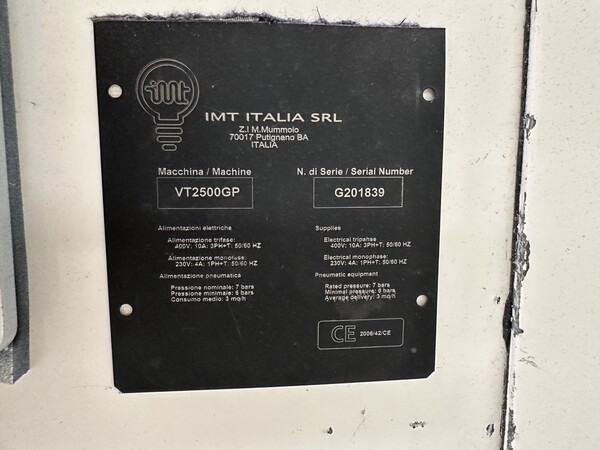 imt
IMT ITALIA SRL
Z.I M.Mummolo
70017 Putignano BA
ITALIA
Macchina / Machine
VT2500GP
N. di Serie / Serial Number
G201839
Alimentazioni elettriche
Alimentazione trifase:
400V: 10A: 3PH+T: 50/60 HZ
Alimentazione monofase:
230V: 4A: 1PH+T: 50/60 HZ
Alimentazione pneumatica
Pressione nominale: 7 bars
Pressione minimale: 6 bars
Consumo medio: 3 mq/h
Supplies
Electrical tripahse
400V: 10A: 3PH+T: 50/60 HZ
Electrical monophase:
230V: 4A: 1PH+T: 50/60 HZ
Pneumatic equipment
Rated pressure: 7 bars
Minimal pressure: 6 bars
Average delivery: 3 mq/h
CE 2006/42/CE